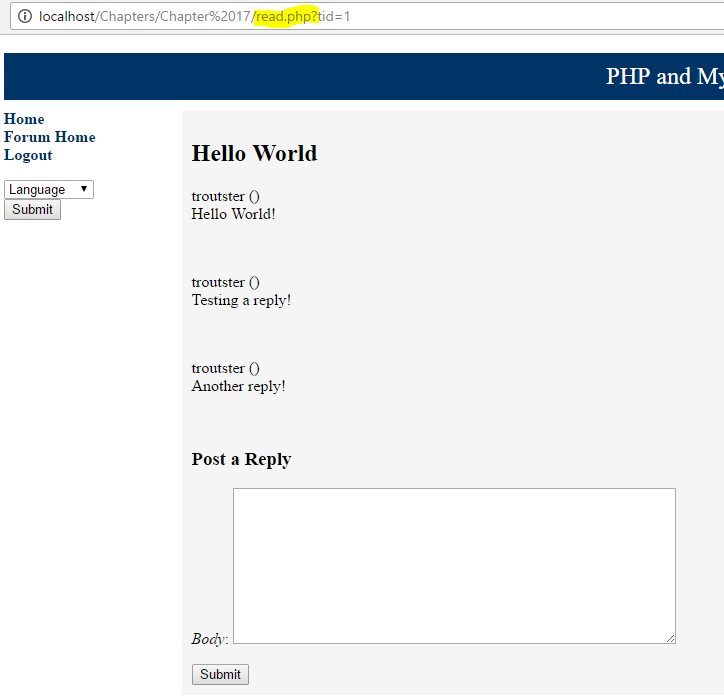 localhost/Chapters/Chapter%2017/read.php?tid=1
PHP and My
Home
Forum Home
Logout
Language
Submit
Hello World
troutster ()
Hello World!
troutster ()
Testing a reply!
troutster ()
Another reply!
Post a Reply
Body:
Submit